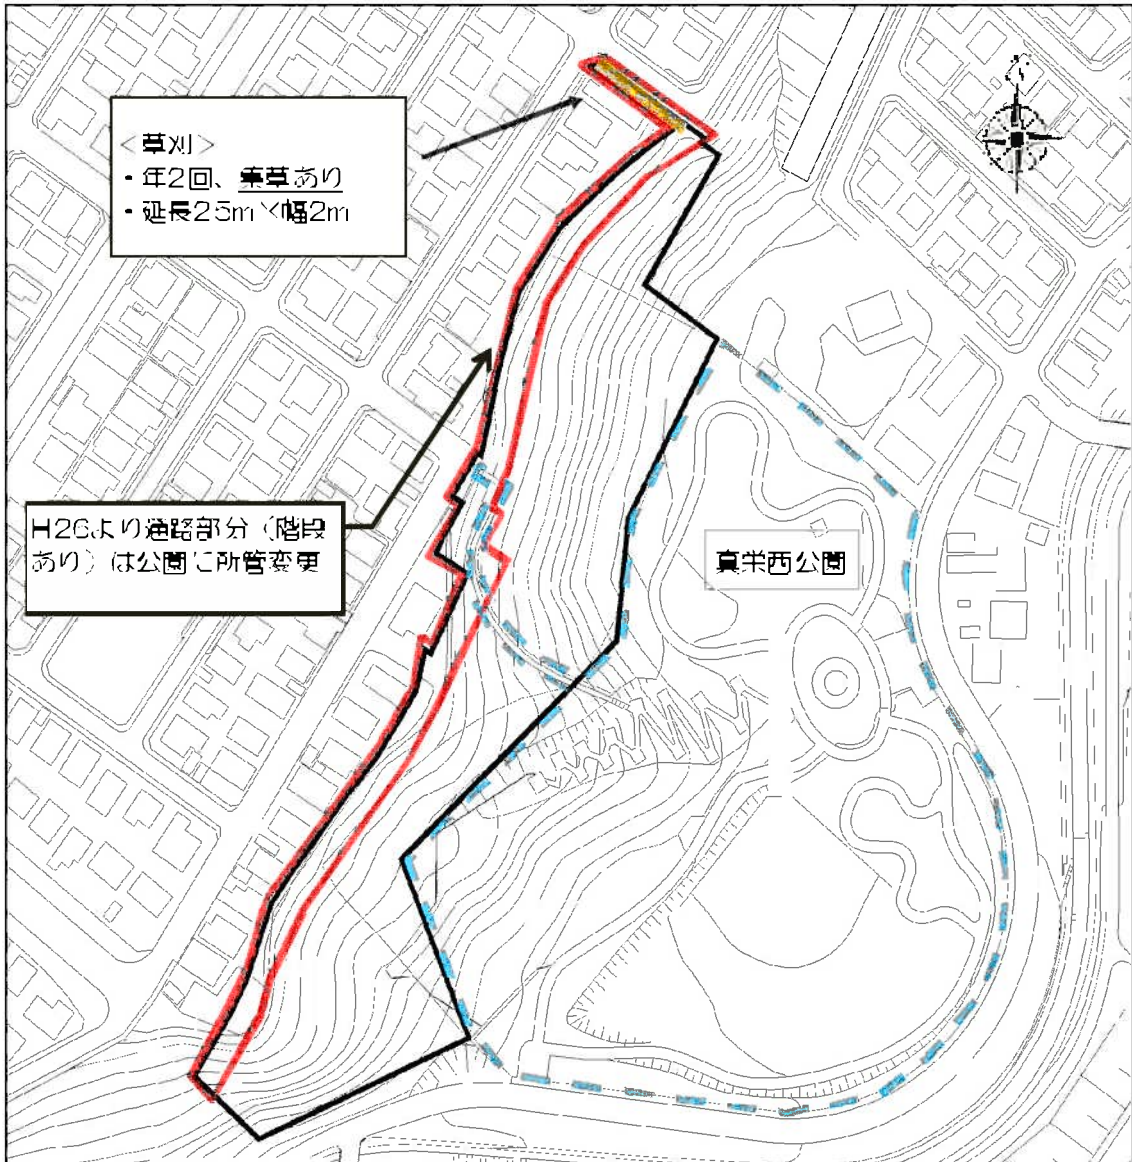 <草刈>
・年2回、集草あり
・延長25m×幅2m
H26より通路部分（階段
あり）は公園に所管変更
真栄西公園